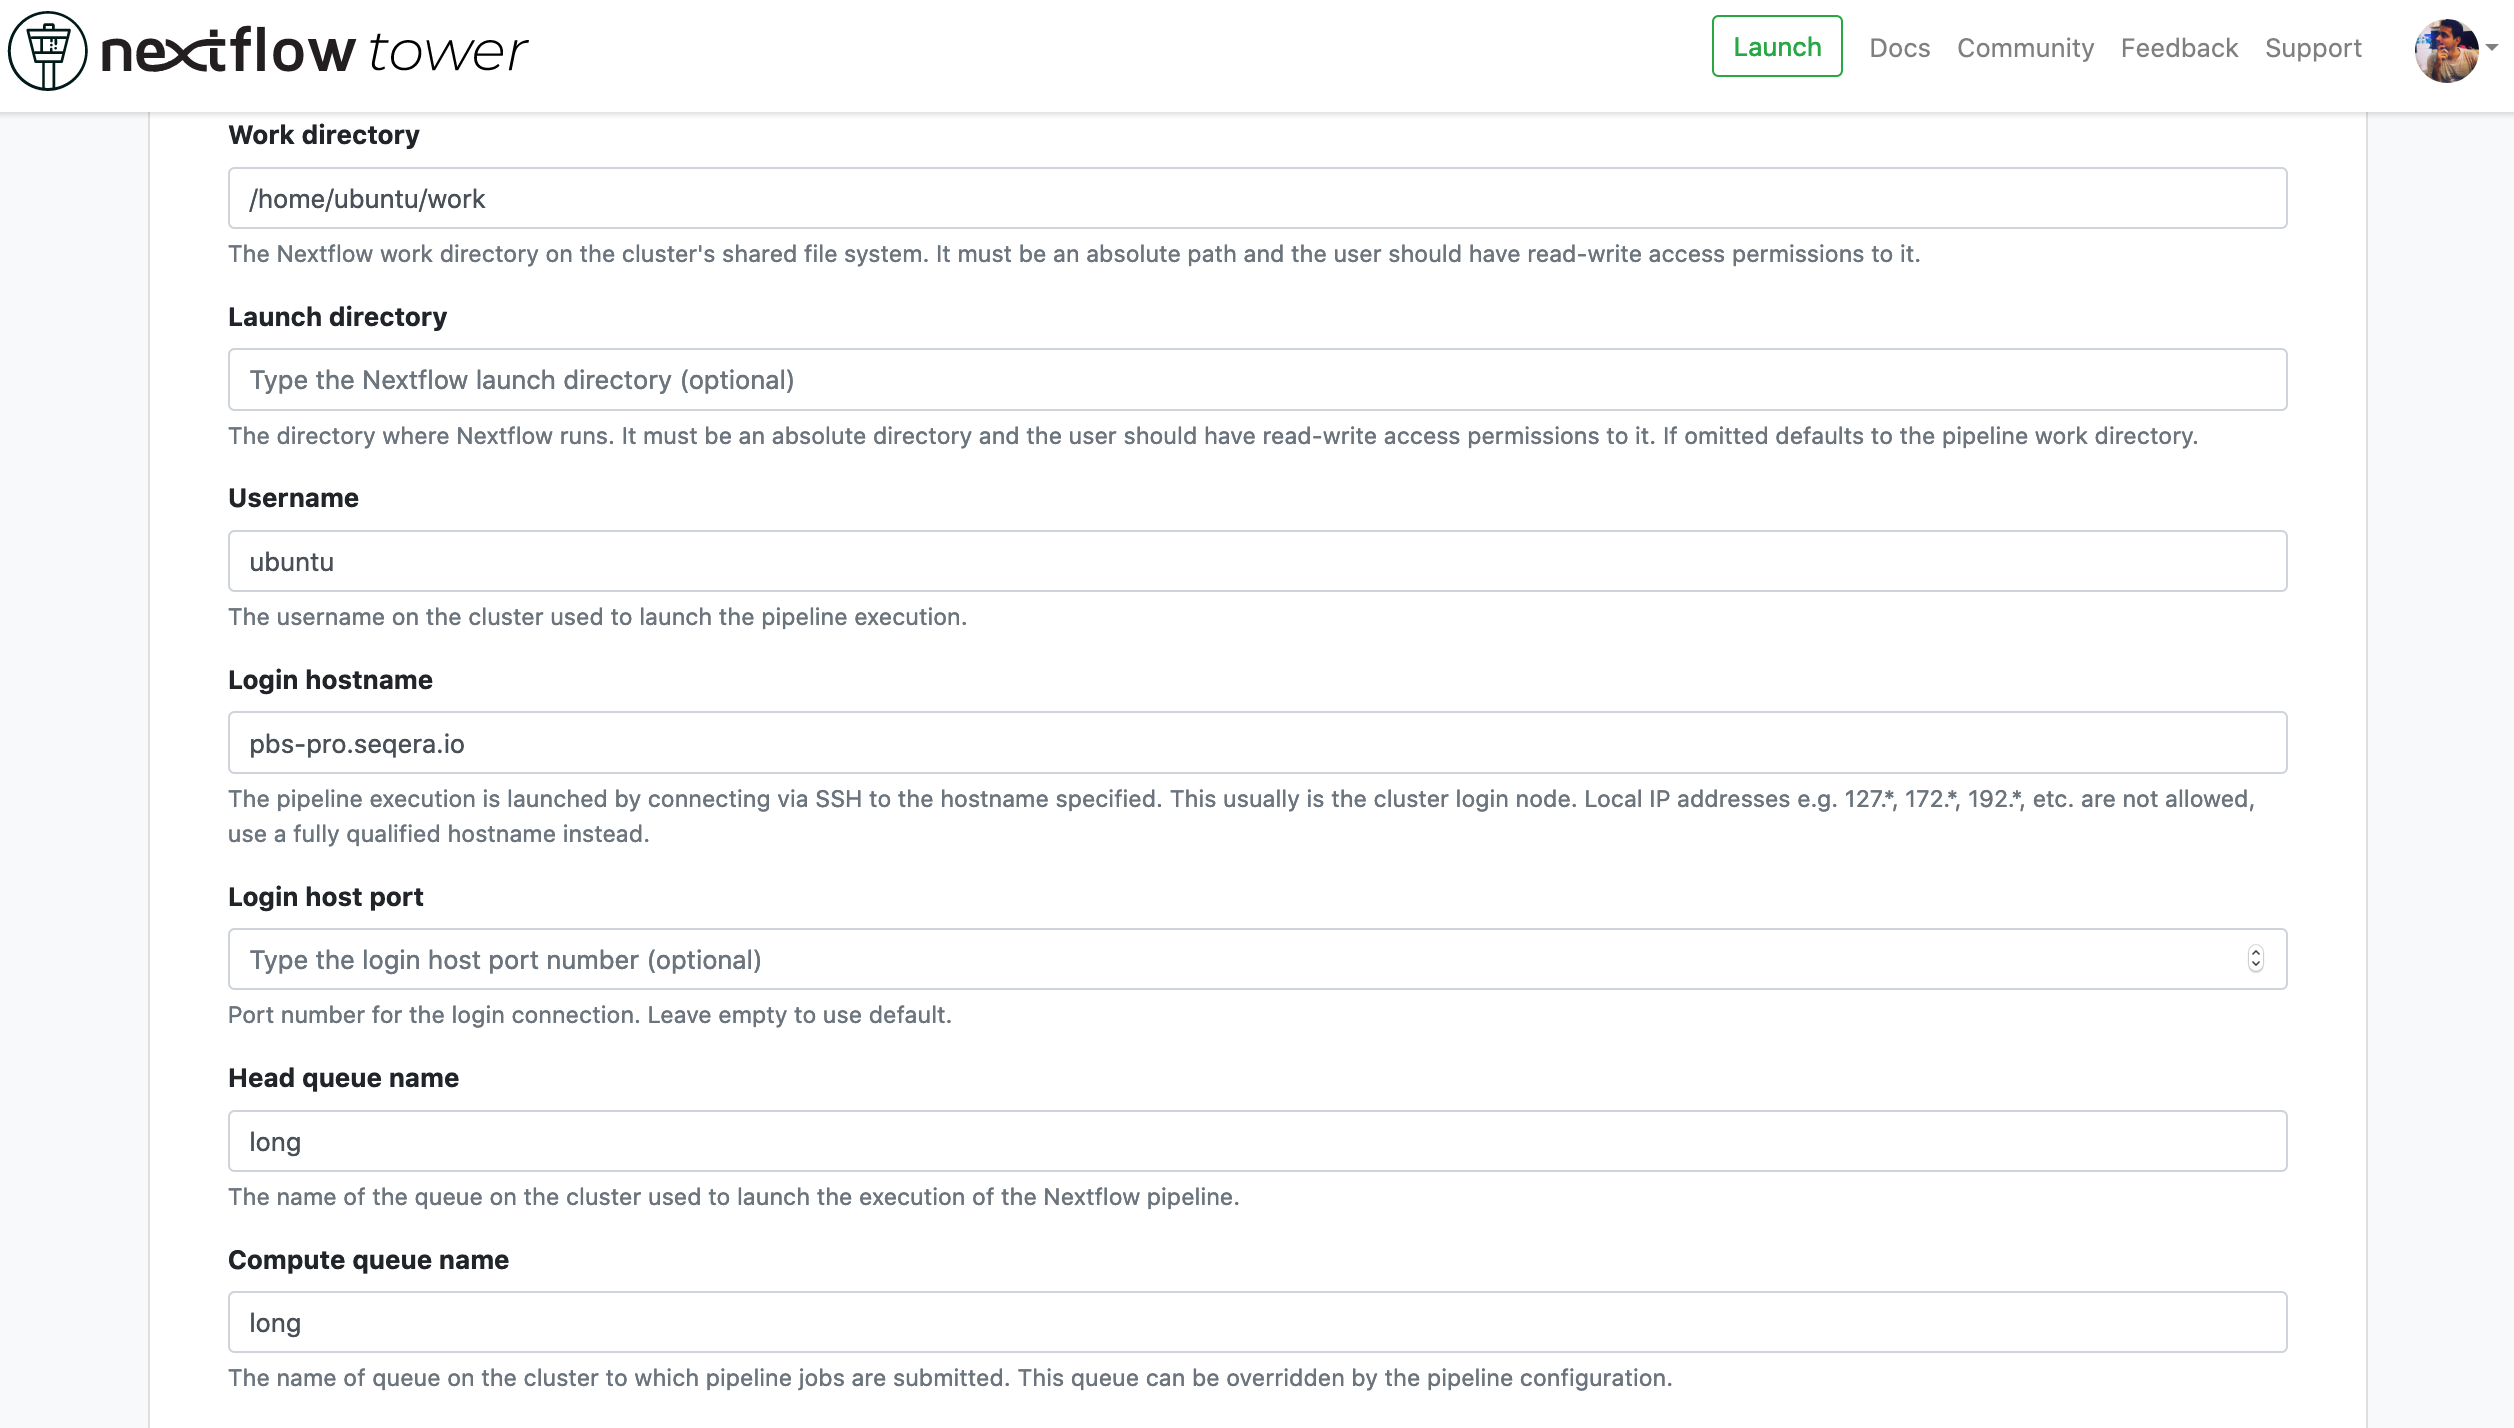 nextflow tower
Launch Docs Community Feedback Support
Work directory
/home/ubuntu/work
The Nextflow work directory on the cluster's shared file system. It must be an absolute path and the user should have read-write access permissions to it.
Launch directory
Type the Nextflow launch directory (optional)
The directory where Nextflow runs. It must be an absolute directory and the user should have read-write access permissions to it. If omitted defaults to the pipeline work directory.
Username
ubuntu
The username on the cluster used to launch the pipeline execution.
Login hostname
pbs-pro.seqera.io
The pipeline execution is launched by connecting via SSH to the hostname specified. This usually is the cluster login node. Local IP addresses e.g. 127.*, 172.*, 192.*, etc. are not allowed,
use a fully qualified hostname instead.
Login host port
Type the login host port number (optional)
Port number for the login connection. Leave empty to use default.
Head queue name
long
The name of the queue on the cluster used to launch the execution of the Nextflow pipeline.
Compute queue name
long
The name of queue on the cluster to which pipeline jobs are submitted. This queue can be overridden by the pipeline configuration.